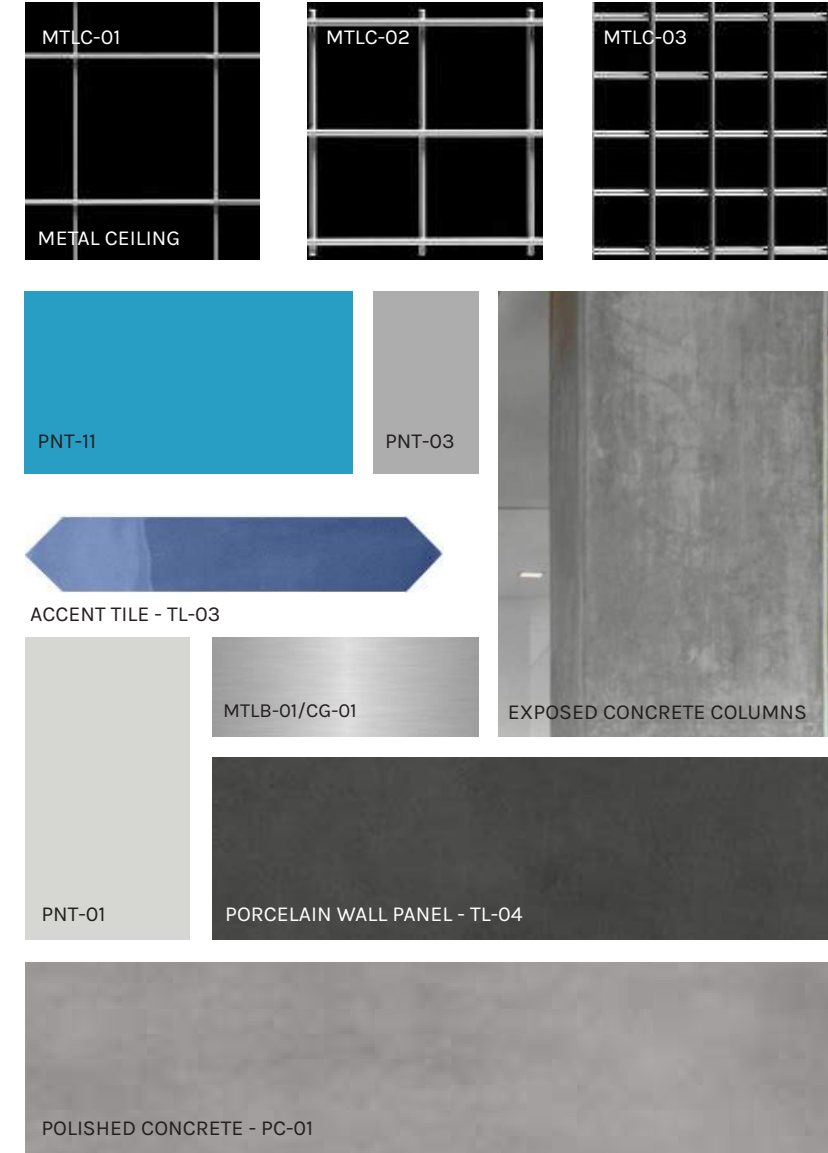 MTLC-01
MTLC-02
MTLC-03
METAL CEILING
PNT-11
PNT-03
ACCENT TILE - TL-03
MTLB-01/CG-01
EXPOSED CONCRETE COLUMNS
PNT-01
PORCELAIN WALL PANEL - TL-04
POLISHED CONCRETE - PC-01